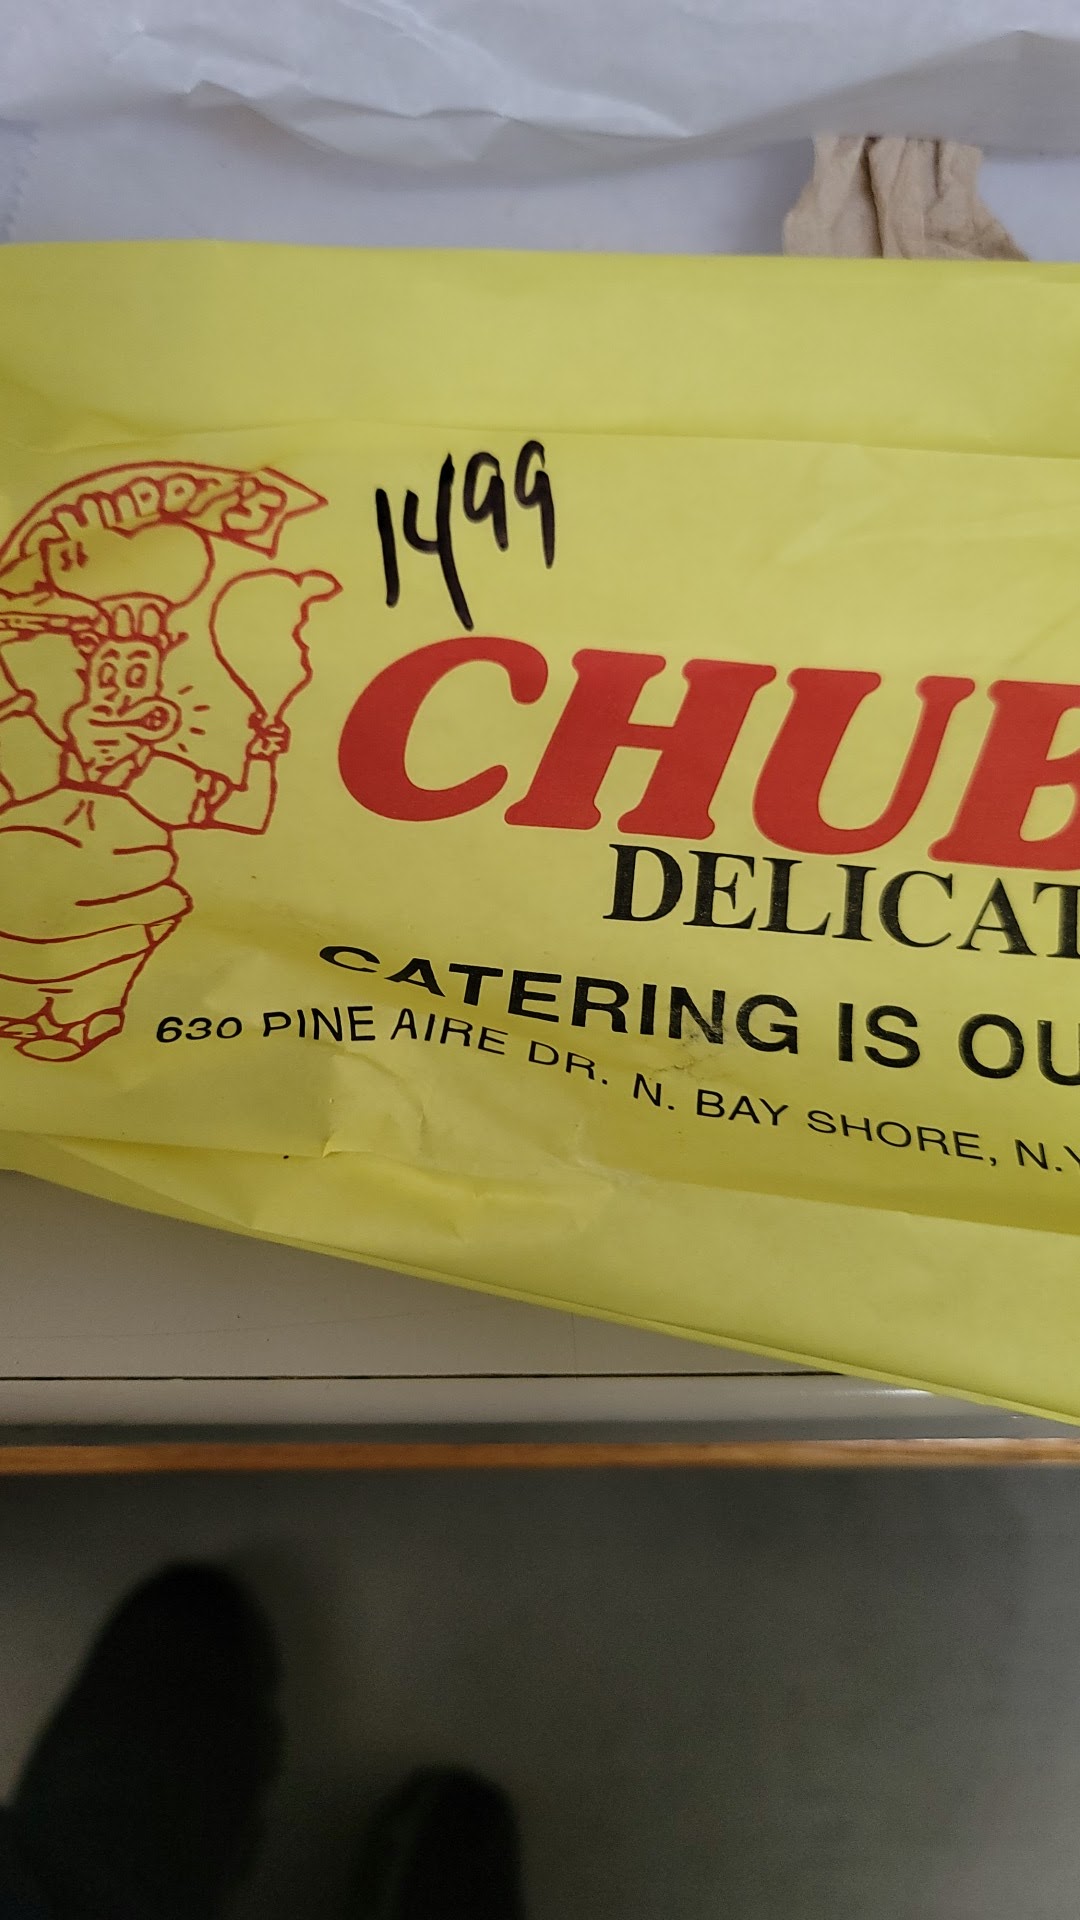 1499
CHUB
DELICAT
CATERING IS OU
630 PINE AIRE DR. N. BAY SHORE, N.Y